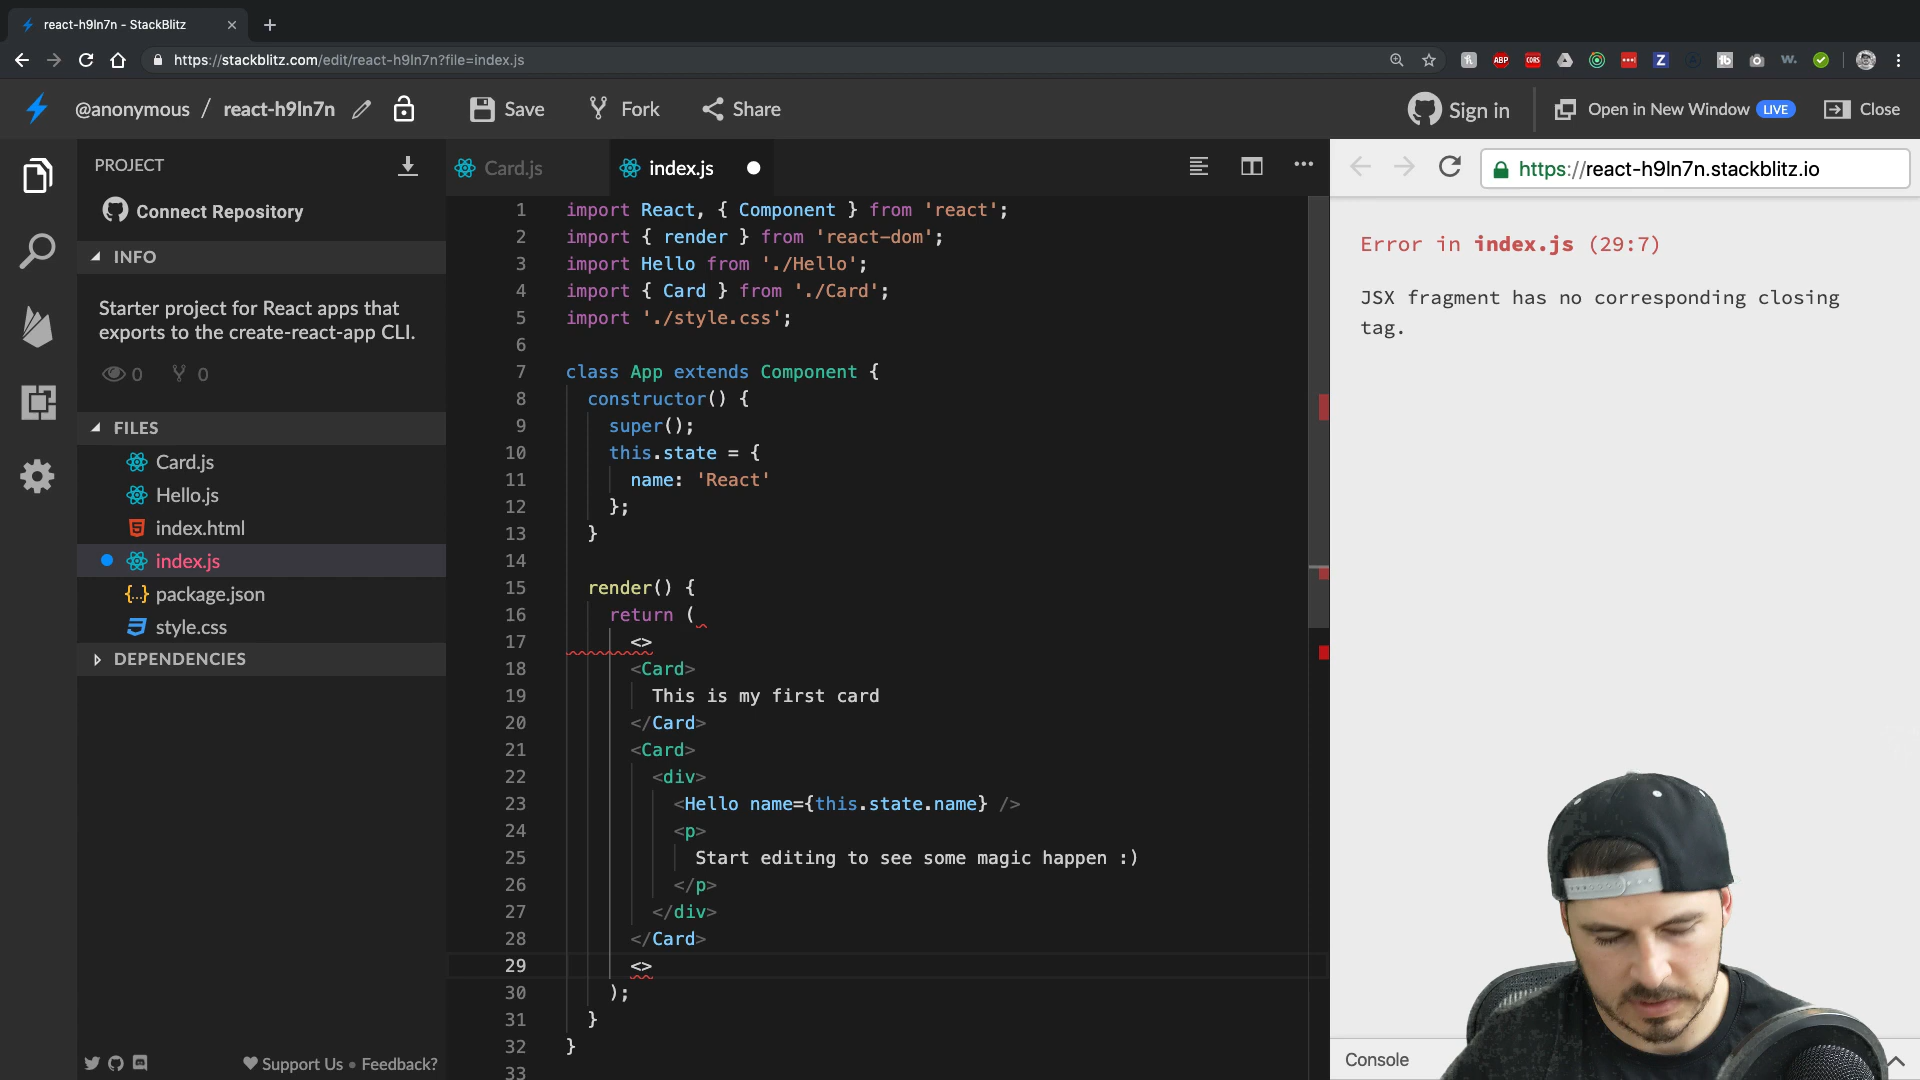 react-h9ln7n - StackBlitz
https://stackblitz.com/edit/react-h9ln7n?file=index.js
@anonymous / react-h9ln7n
Save
Fork
Share
Sign in
Open in New Window LIVE
Close
PROJECT
Connect Repository
INFO
Starter project for React apps that
exports to the create-react-app CLI.
0 0
FILES
Card.js
Hello.js
index.html
index.js
package.json
style.css
DEPENDENCIES
Support Us • Feedback?
Card.js
index.js
1 import React, { Component } from 'react';
2 import { render } from 'react-dom';
3 import Hello from './Hello';
4 import { Card } from './Card';
5 import './style.css';
6
7 class App extends Component {
8 constructor() {
9 super();
10 this.state = {
11 name: 'React'
12 };
13 }
14
15 render() {
16 return (
17 <>
18 <Card>
19 This is my first card
20 </Card>
21 <Card>
22 <div>
23 <Hello name={this.state.name} />
24 <p>
25 Start editing to see some magic happen :)
26 </p>
27 </div>
28 </Card>
29 <>
30 );
31 }
32 }
33
https://react-h9ln7n.stackblitz.io
Error in index.js (29:7)
JSX fragment has no corresponding closing
tag.
Console
ABP
CORS
Z
w.